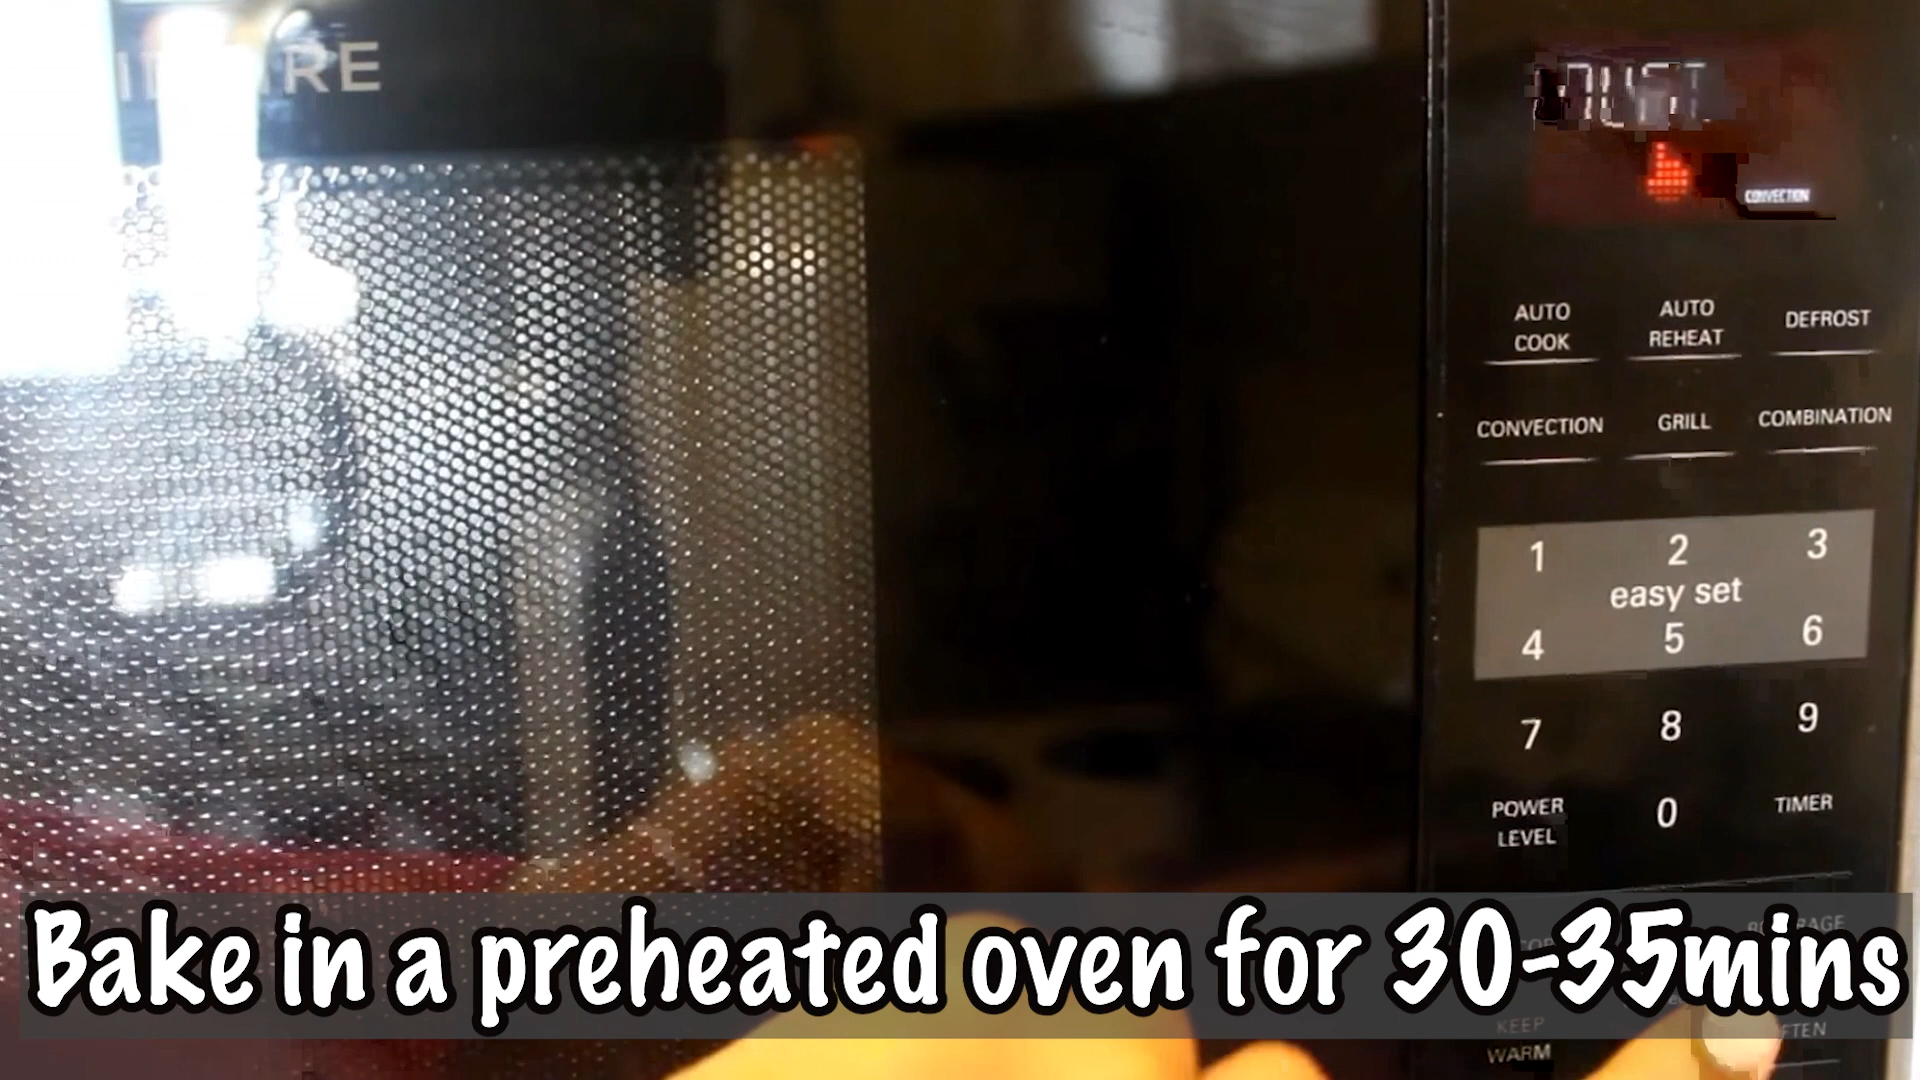 RE
CONVECTION
AUTO COOK
AUTO REHEAT
DEFROST
CONVECTION
GRILL
COMBINATION
1 2 3
easy set
4 5 6
7 8 9
POWER LEVEL
0
TIMER
Bake in a preheated oven for 30-35mins
KEEP WARM